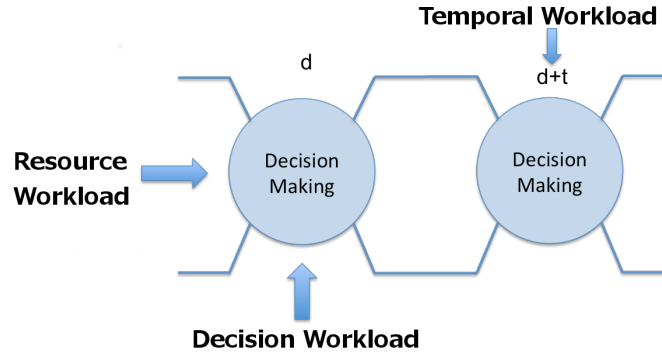 Temporal Workload
d
d+t
Resource
Workload
Decision
Making
Decision
Making
Decision Workload